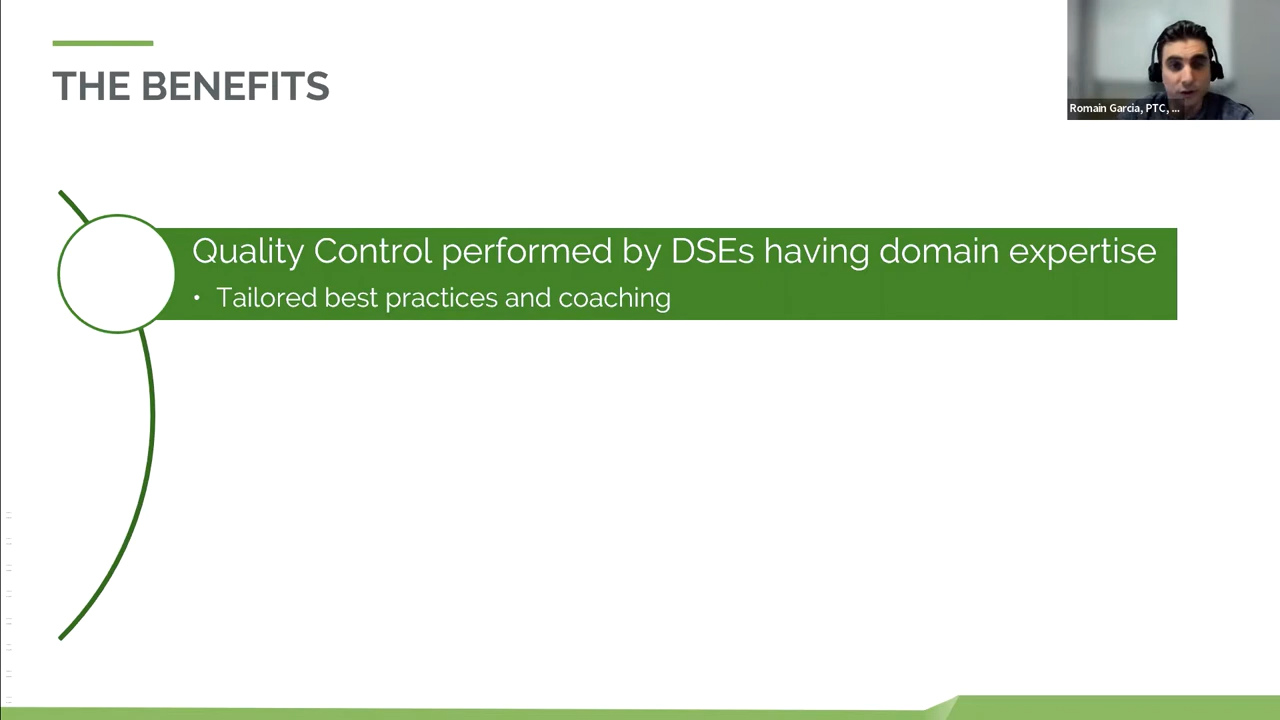 THE BENEFITS
Romain Garcia, PTC, ...
Quality Control performed by DSEs having domain expertise
• Tailored best practices and coaching